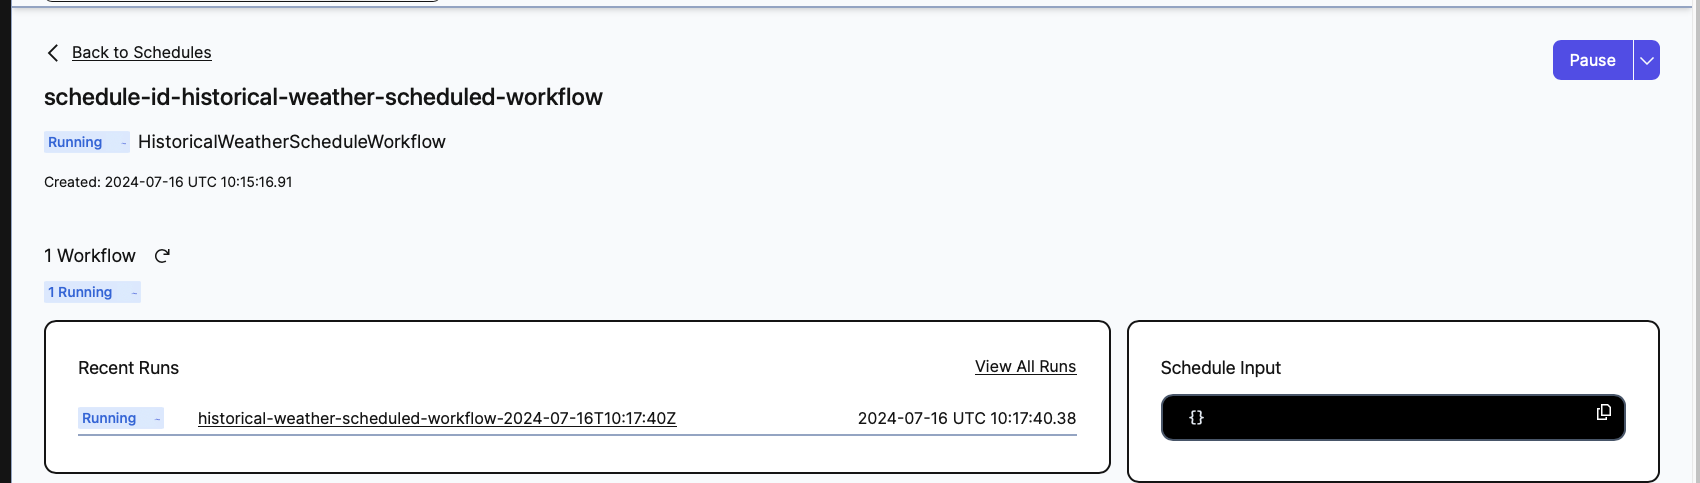 Back to Schedules
Pause
schedule-id-historical-weather-scheduled-workflow
Running - HistoricalWeatherScheduleWorkflow
Created: 2024-07-16 UTC 10:15:16.91
1 Workflow
1 Running -
Recent Runs
View All Runs
Running - historical-weather-scheduled-workflow-2024-07-16T10:17:40Z 2024-07-16 UTC 10:17:40.38
Schedule Input
{}